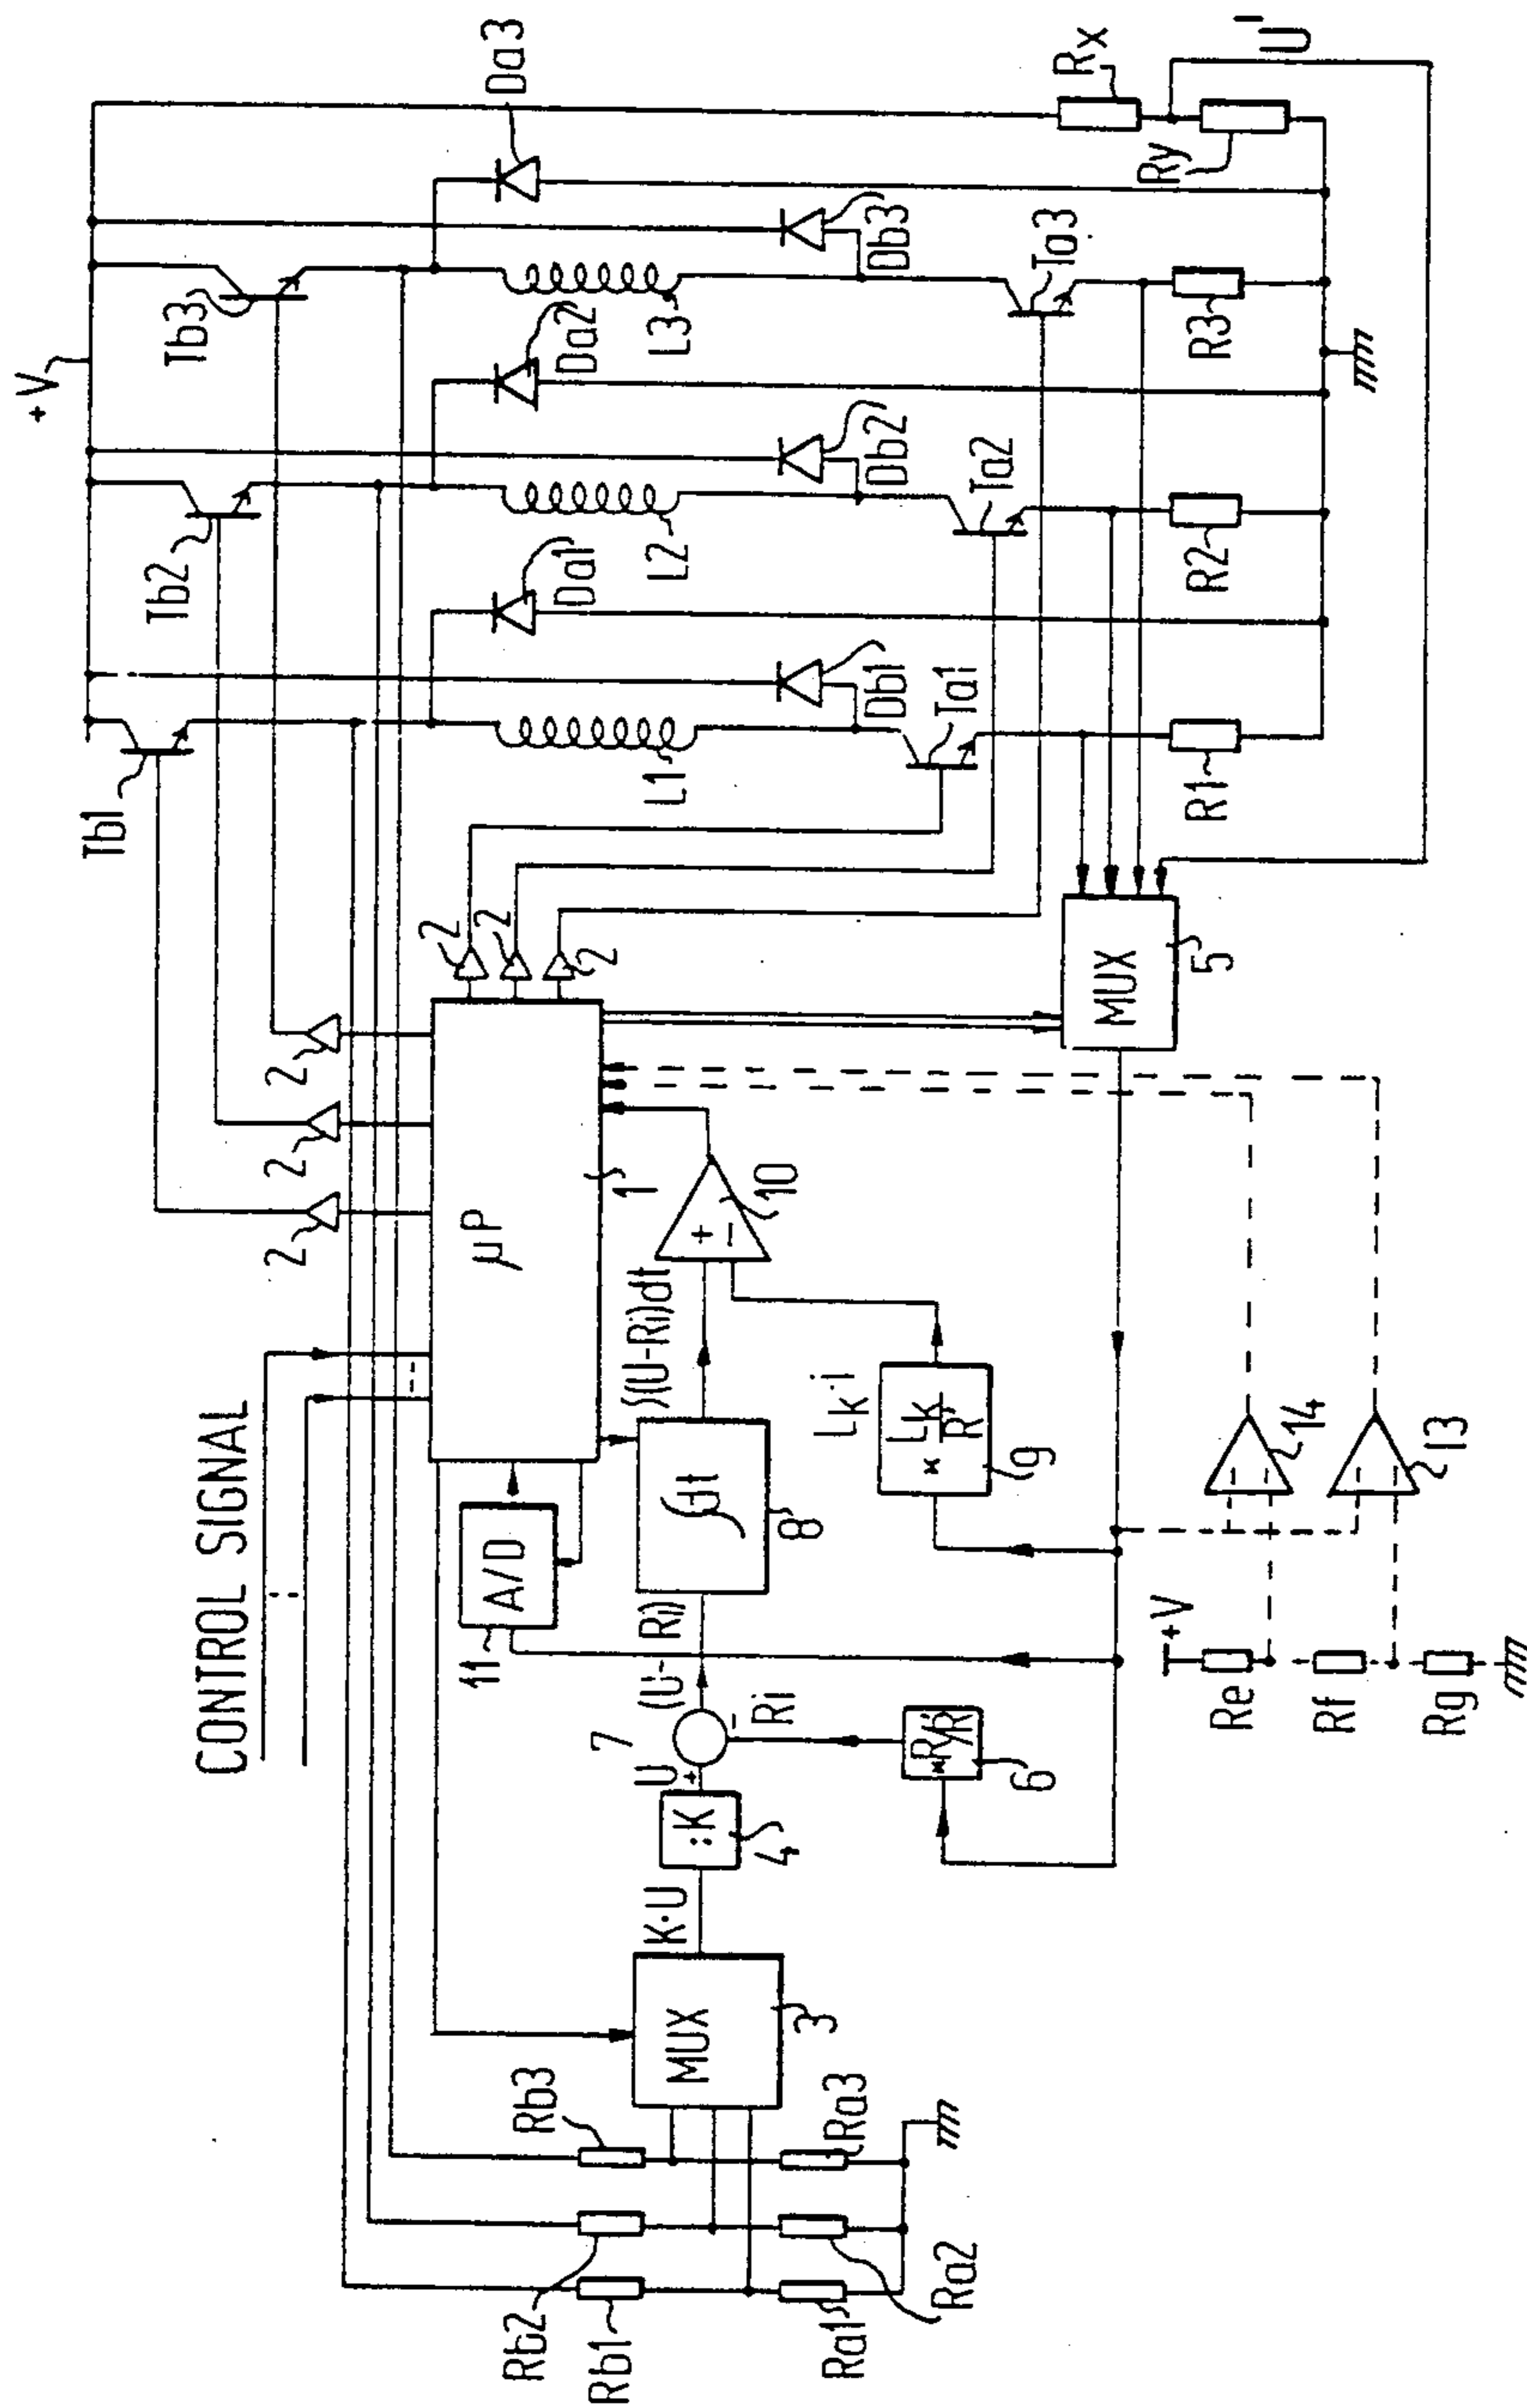 +V
Tb1
Tb2
Tb3
Da1
Da2
Da3
L1
L2
L3
Db1
Db2
Db3
Ta1
Ta2
Ta3
R1
R2
R3
Rx
Ry
U'
CONTROL SIGNAL
2
2
2
2
2
2
μP
1
MUX
5
A/D
11
∫dt
8
∫(U-Ri)dt
+
−
10
Lk·i
9
(U-Ri)
7
U
+
−
Ri
:K
4
K·U
MUX
3
6
Rb1
Rb2
Rb3
Ra1
Ra2
Ra3
+V
Re
Rf
Rg
14
13